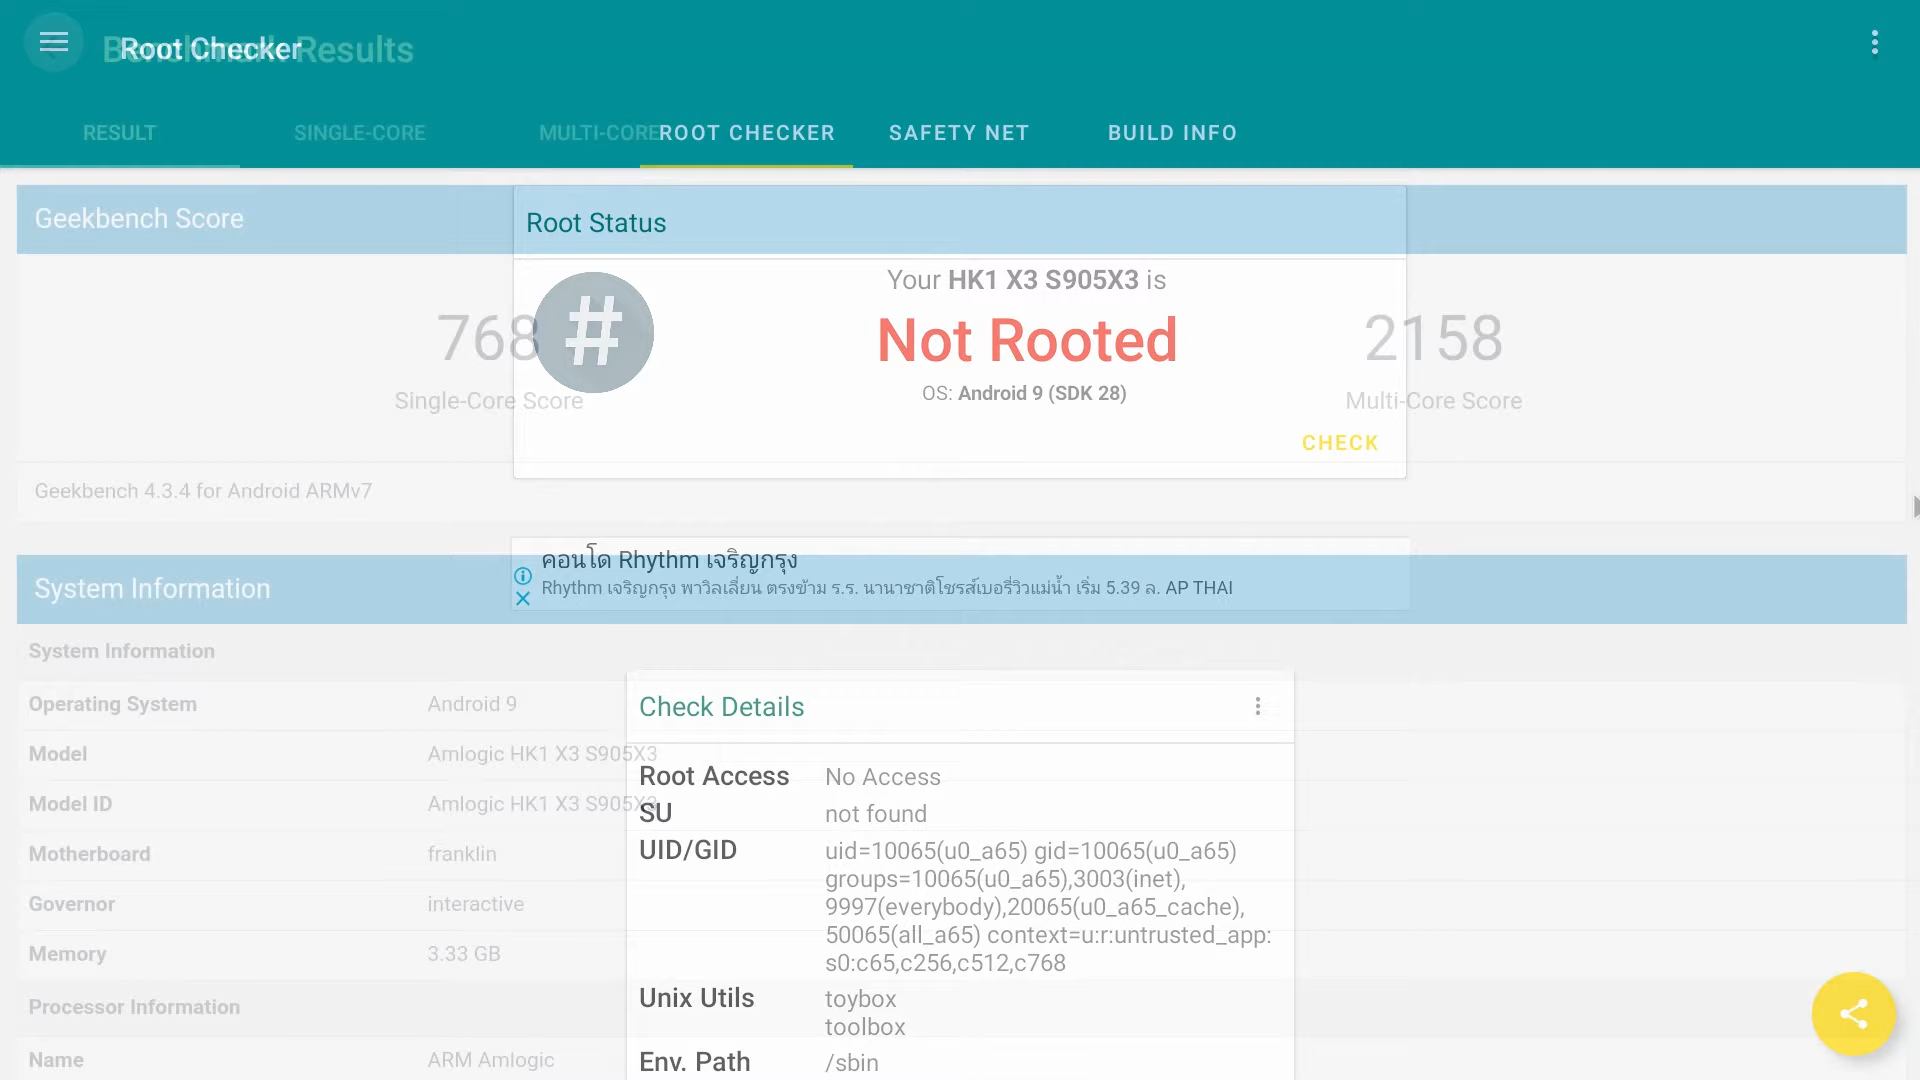 Benchmark Results
Root Checker
RESULT
SINGLE-CORE
MULTI-CORE
ROOT CHECKER
SAFETY NET
BUILD INFO
Geekbench Score
768
Single-Core Score
2158
Multi-Core Score
Geekbench 4.3.4 for Android ARMv7
Root Status
Your HK1 X3 S905X3 is
Not Rooted
OS: Android 9 (SDK 28)
CHECK
คอนโด Rhythm เจริญกรุง
Rhythm เจริญกรุง พาวิลเลี่ยน ตรงข้าม ร.ร. นานาชาติโชรส์เบอรี่วิวแม่น้ำ เริ่ม 5.39 ล. AP THAI
System Information
System Information
Operating System Android 9
Model Amlogic HK1 X3 S905X3
Model ID Amlogic HK1 X3 S905X3
Motherboard franklin
Governor interactive
Memory 3.33 GB
Processor Information
Name ARM Amlogic
Check Details
Root Access No Access
SU not found
UID/GID uid=10065(u0_a65) gid=10065(u0_a65)
groups=10065(u0_a65),3003(inet),
9997(everybody),20065(u0_a65_cache),
50065(all_a65) context=u:r:untrusted_app:
s0:c65,c256,c512,c768
Unix Utils toybox
toolbox
Env. Path /sbin